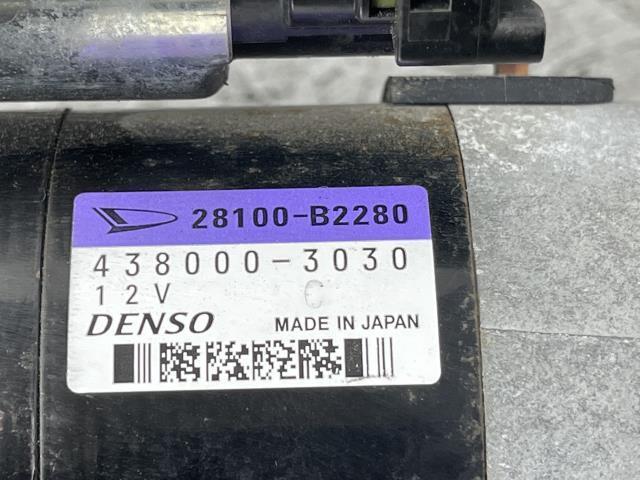 28100-B2280
438000-3030
12V C
DENSO MADE IN JAPAN